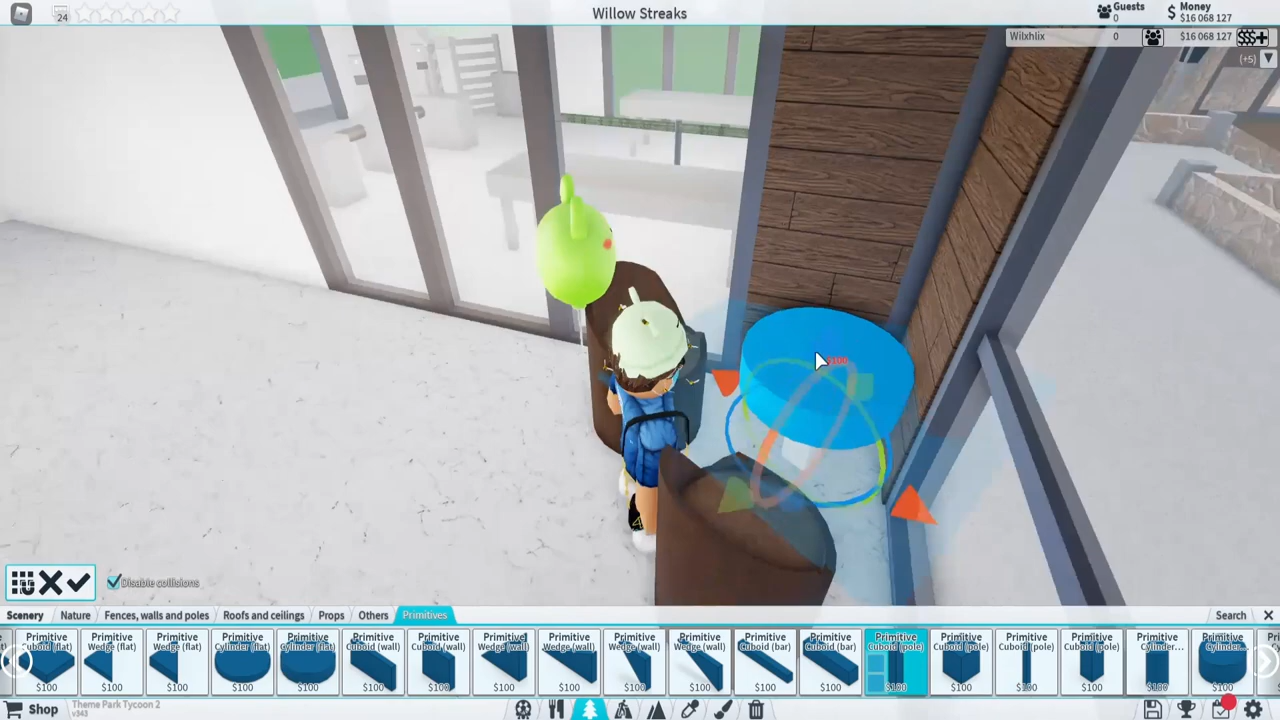 24
Willow Streaks
Guests
0
Money
$16 068 127
Wilxhlix 0 $16 068 127 $$$+
(+5)
$100
Disable collisions
Scenery Nature Fences, walls and poles Roofs and ceilings Props Others Primitives Search
Primitive Cuboid (flat) $100
Primitive Wedge (flat) $100
Primitive Wedge (flat) $100
Primitive Cylinder (flat) $100
Primitive Cylinder (flat) $100
Primitive Cuboid (wall) $100
Primitive Cuboid (wall) $100
Primitive Wedge (wall) $100
Primitive Wedge (wall) $100
Primitive Wedge (wall) $100
Primitive Wedge (wall) $100
Primitive Cuboid (bar) $100
Primitive Cuboid (bar) $100
Primitive Cuboid (pole) $100
Primitive Cuboid (pole) $100
Primitive (pole) $100
Primitive Cuboid (pole) $100
Primitive Cylinder... $100
Primitive Cylinder... $100
Shop
Theme Park Tycoon 2
v343